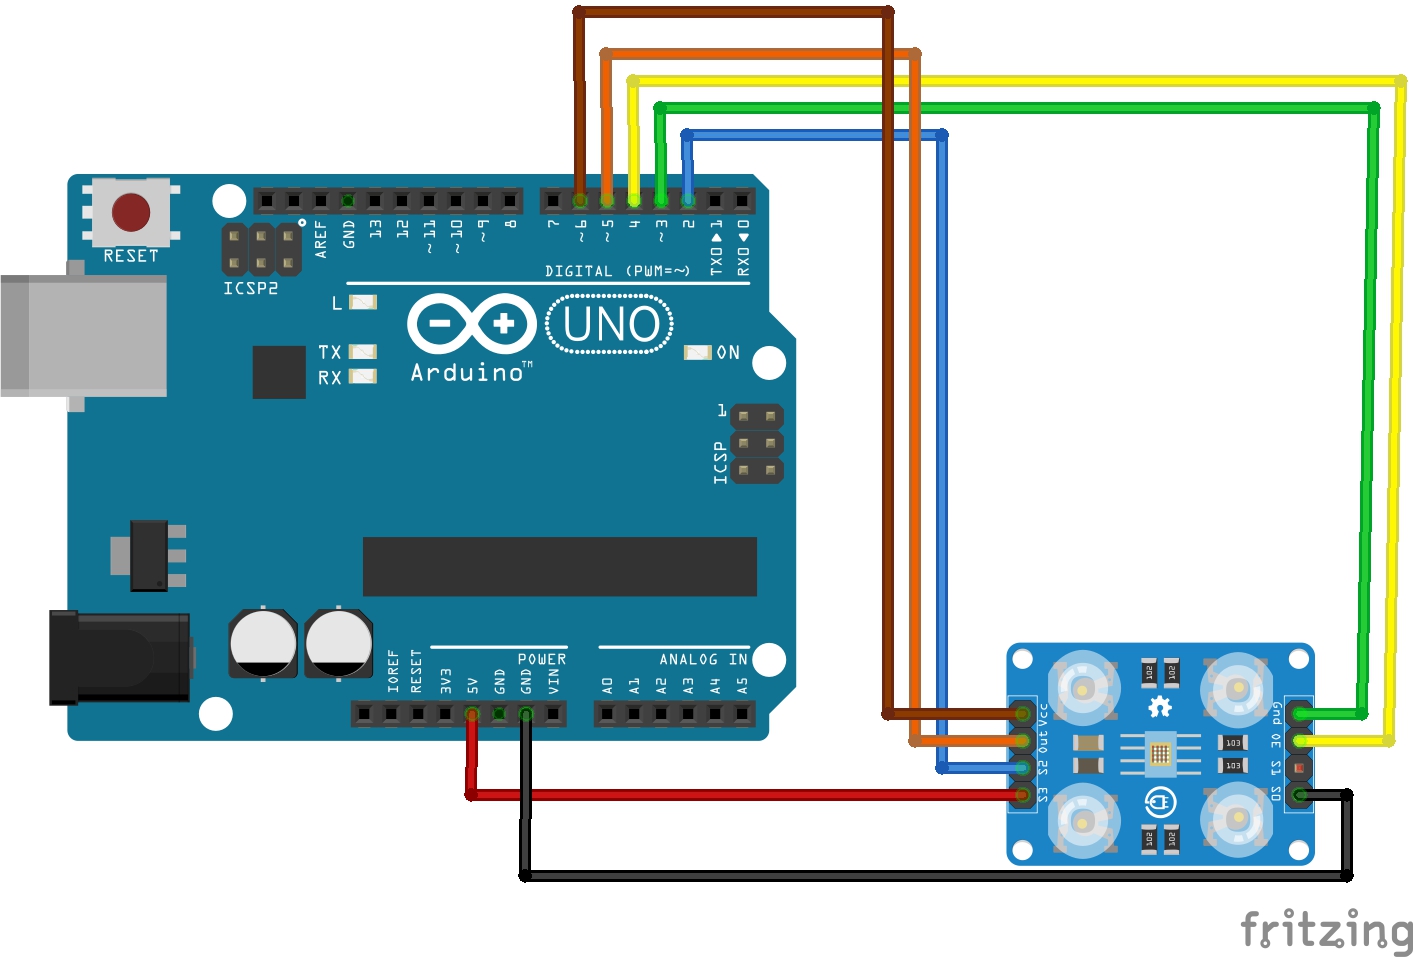 RESET
ICSP2
AREF
GND
13
12
~11
~10
~9
8
7
~6
~5
4
~3
2
TX0▶1
RX0◀0
DIGITAL (PWM=~)
L
TX
RX
UNO
Arduino™
ON
1
ICSP
IOREF
RESET
3V3
5V
GND
GND
VIN
POWER
A0
A1
A2
A3
A4
A5
ANALOG IN
102
102
Vcc
Out
S2
S3
Gnd
OE
S1
S0
103
103
102
102
fritzing